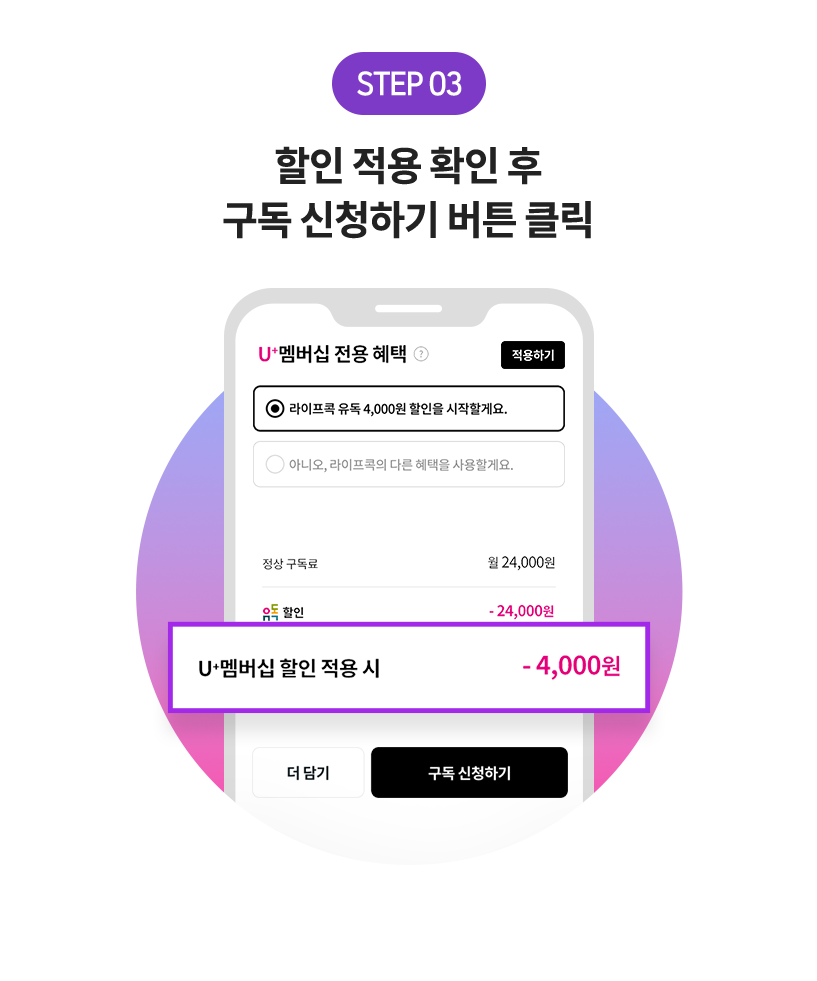 STEP 03
할인 적용 확인 후
구독 신청하기 버튼 클릭
U+멤버십 전용 혜택 ?
적용하기
라이프콕 유독 4,000원 할인을 시작할게요.
아니오, 라이프콕의 다른 혜택을 사용할게요.
정상 구독료
월 24,000원
유독 할인
- 24,000원
U+멤버십 할인 적용 시
- 4,000원
더 담기
구독 신청하기